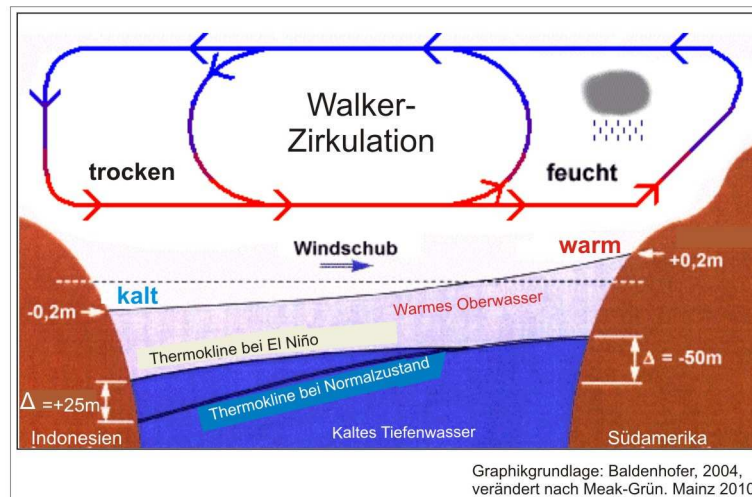 Walker-
Zirkulation
trocken
feucht
Windschub
warm
+0,2m
kalt
-0,2m
Warmes Oberwasser
Thermokline bei El Niño
Δ = -50m
Thermokline bei Normalzustand
Δ =+25m
Indonesien
Kaltes Tiefenwasser
Südamerika
Graphikgrundlage: Baldenhofer, 2004,
verändert nach Meak-Grün. Mainz 2010